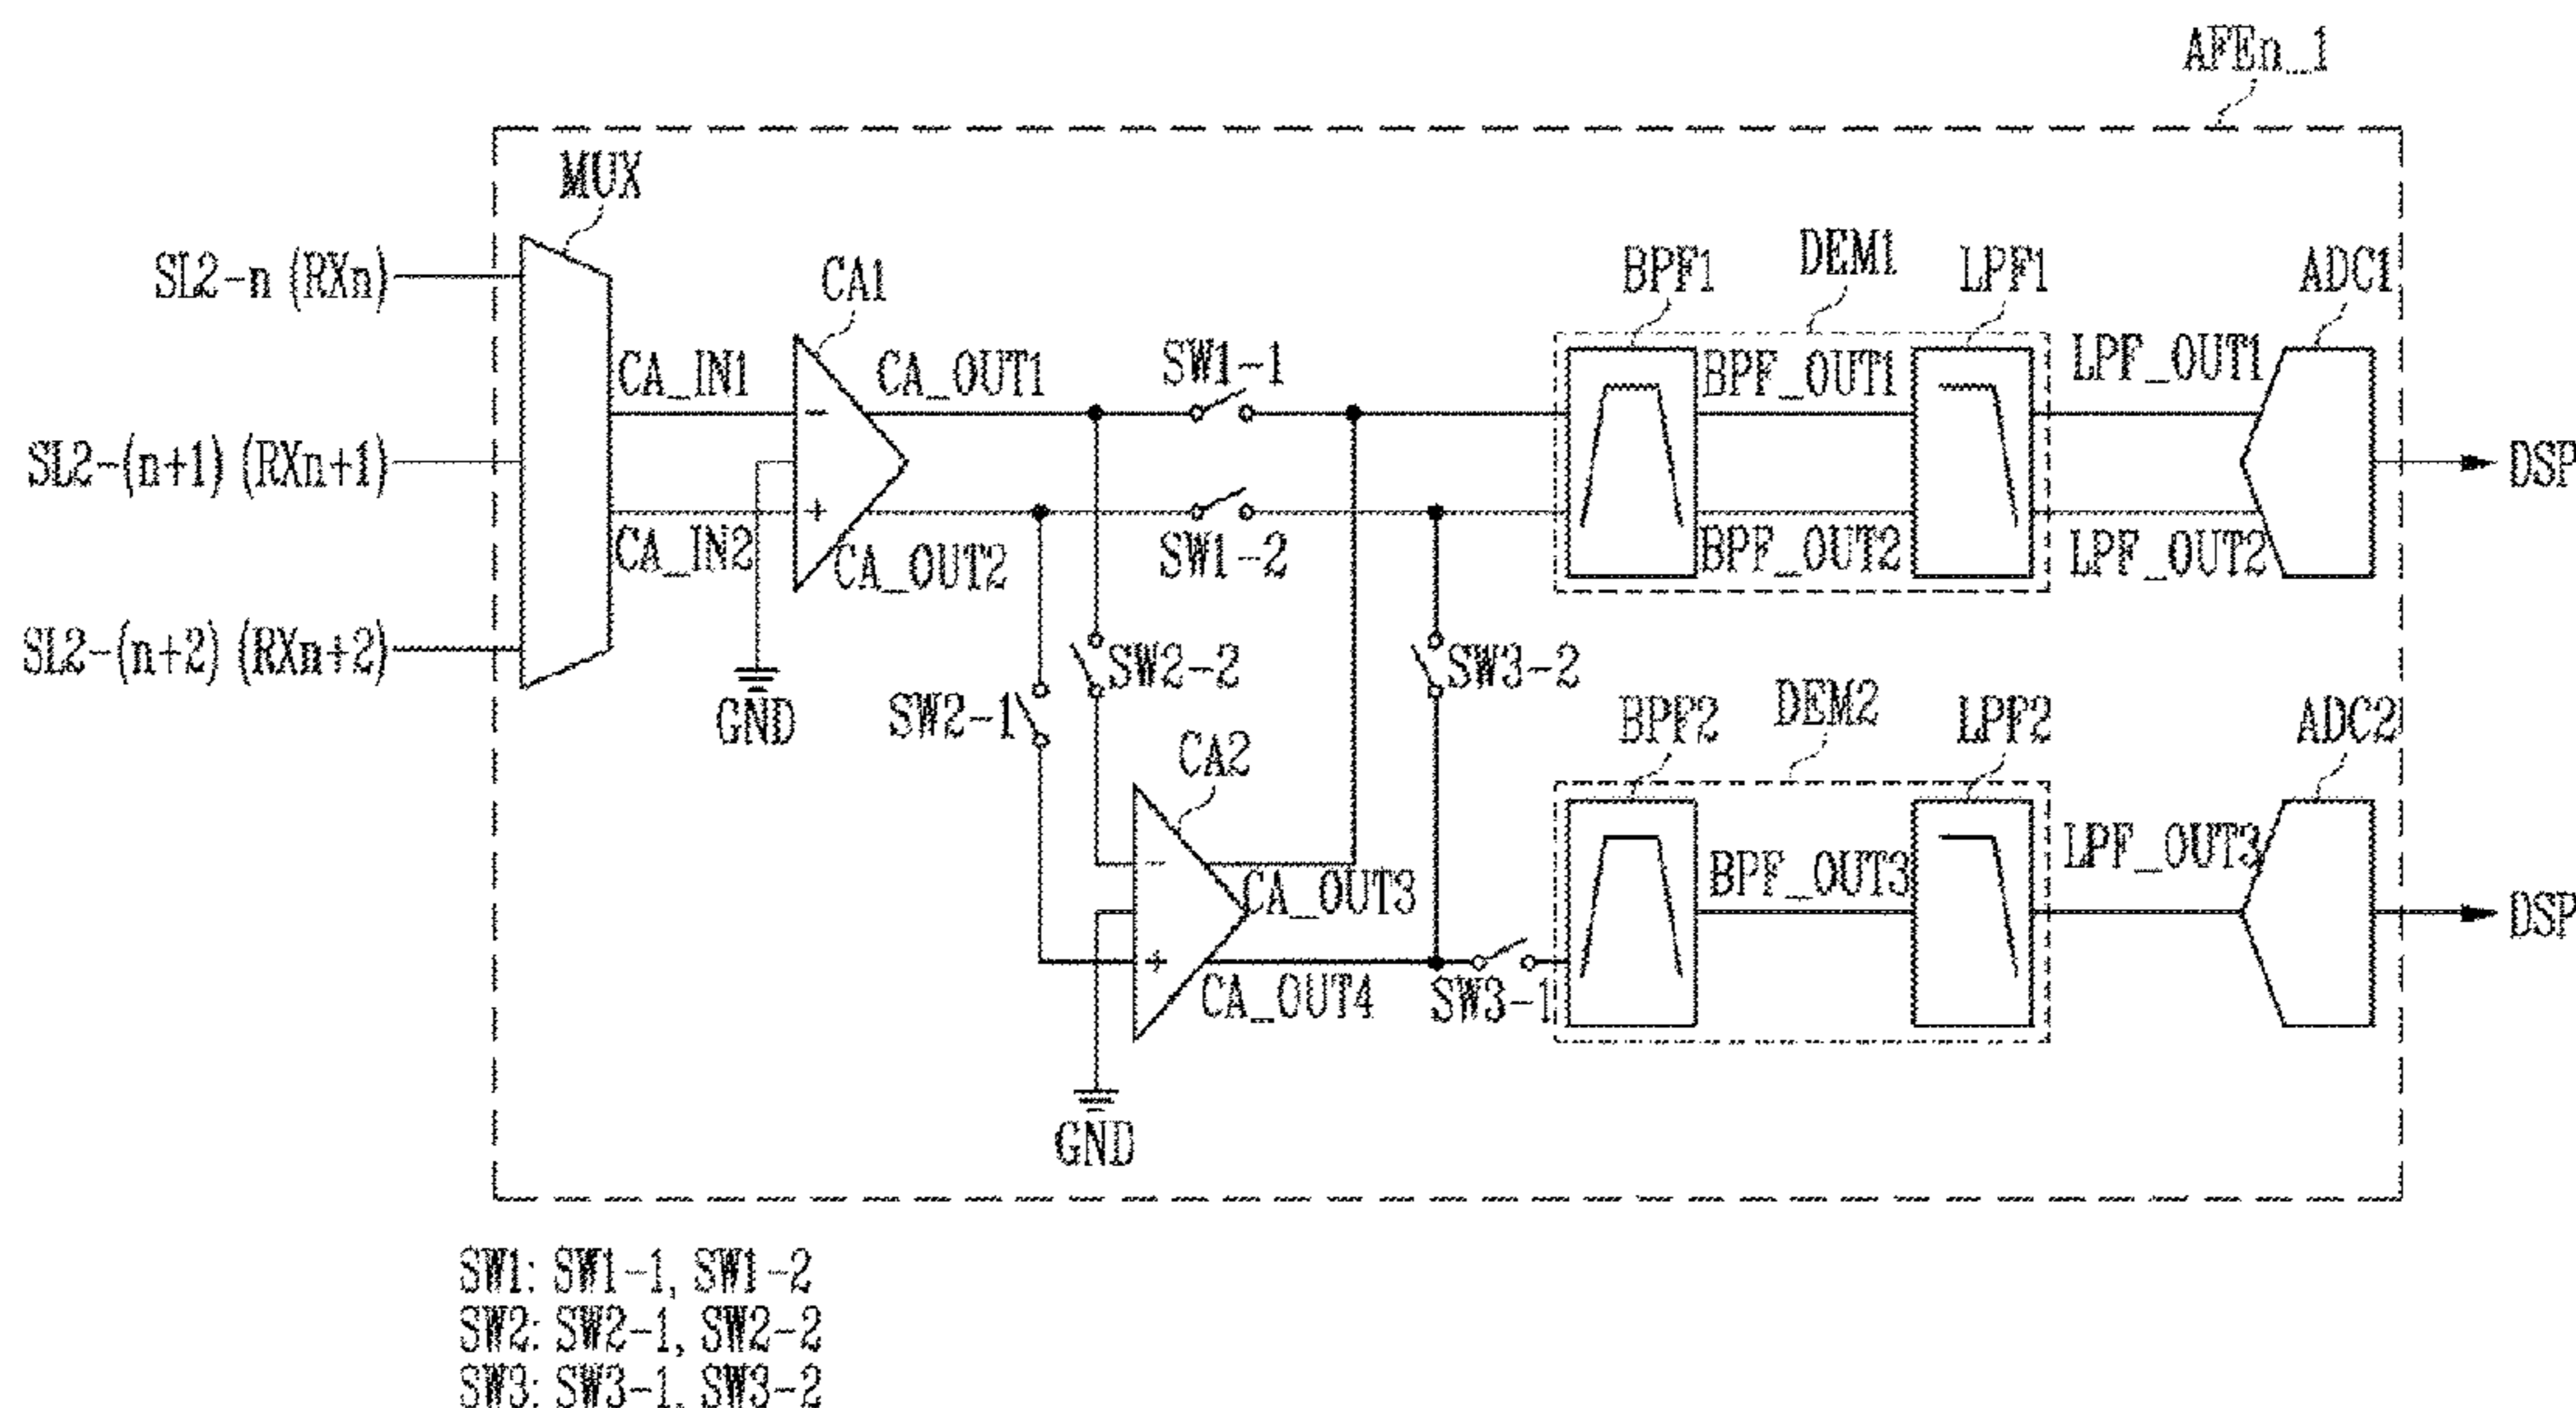 AFEn_1
MUX
SL2-n (RXn)
SL2-(n+1) (RXn+1)
SL2-(n+2) (RXn+2)
CA_IN1
CA_IN2
GND
CA1
CA_OUT1
CA_OUT2
SW1-1
SW1-2
SW2-1
SW2-2
SW3-2
CA2
CA_OUT3
CA_OUT4
SW3-1
GND
BPF1
DEM1
LPF1
BPF_OUT1
BPF_OUT2
LPF_OUT1
LPF_OUT2
ADC1
DSP
BPF2
DEM2
LPF2
BPF_OUT3
LPF_OUT3
ADC2
DSP
- + - +
SW1: SW1-1, SW1-2
SW2: SW2-1, SW2-2
SW3: SW3-1, SW3-2